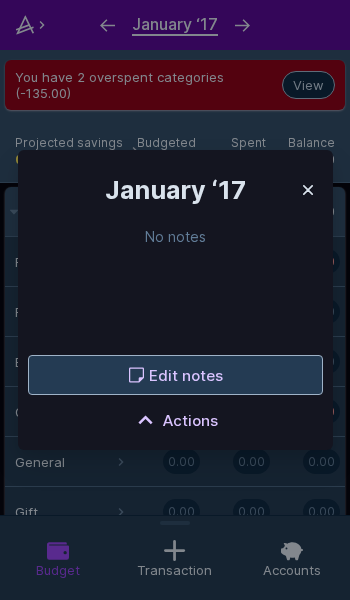 January ‘17
You have 2 overspent categories
(-135.00)
View
Projected savings
Budgeted
Spent
Balance
January ‘17
No notes
Edit notes
Actions
General
0.00
0.00
0.00
Gift
0.00
0.00
0.00
Budget
Transaction
Accounts